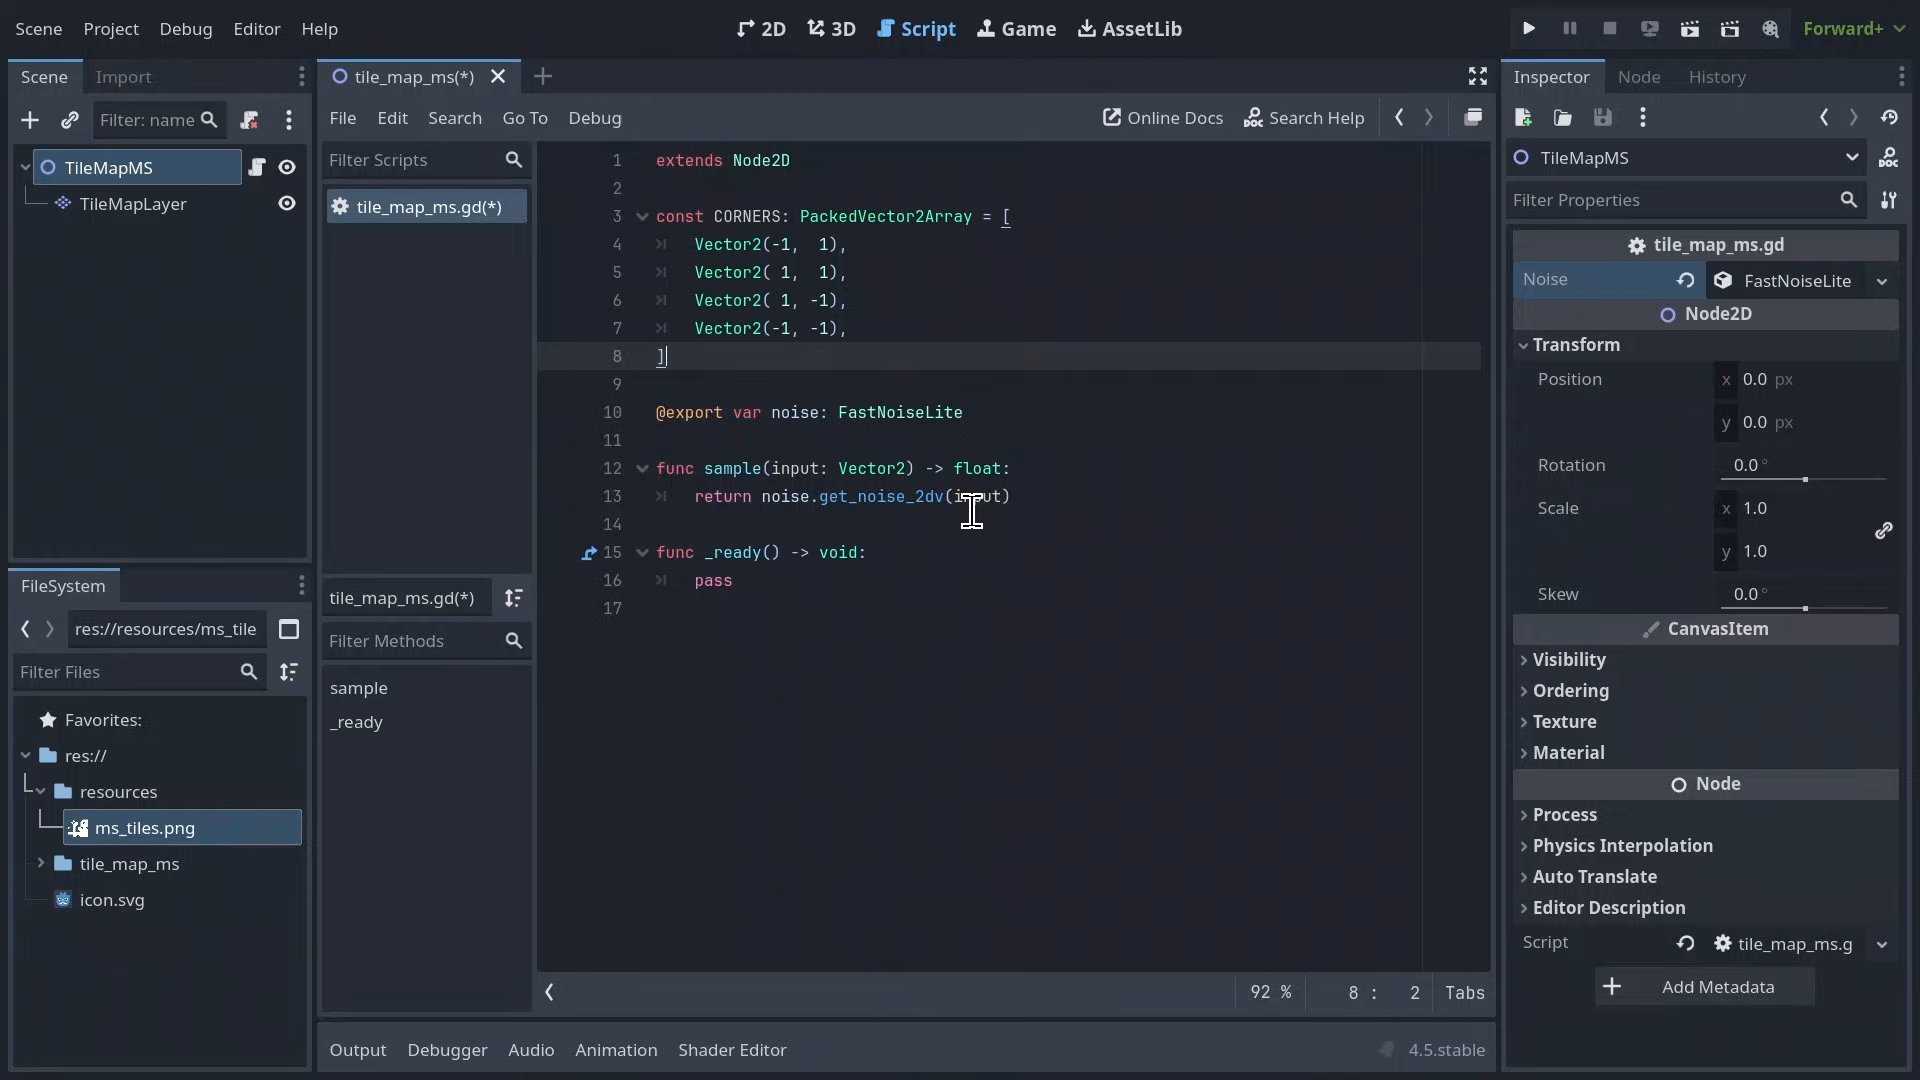 Scene Project Debug Editor Help
2D 3D Script Game AssetLib
Forward+
Scene Import
Filter: name
TileMapMS
TileMapLayer
FileSystem
res://resources/ms_tile
Filter Files
Favorites:
res://
resources
ms_tiles.png
tile_map_ms
icon.svg
tile_map_ms(*)
File Edit Search Go To Debug
Online Docs Search Help
Filter Scripts
tile_map_ms.gd(*)
tile_map_ms.gd(*)
Filter Methods
sample
_ready
1 extends Node2D
2
3 const CORNERS: PackedVector2Array = [
4 Vector2(-1,  1),
5 Vector2( 1,  1),
6 Vector2( 1, -1),
7 Vector2(-1, -1),
8 ]
9
10 @export var noise: FastNoiseLite
11
12 func sample(input: Vector2) -> float:
13 return noise.get_noise_2dv(input)
14
15 func _ready() -> void:
16 pass
17
92 % 8 : 2 Tabs
Output Debugger Audio Animation Shader Editor
4.5.stable
Inspector Node History
TileMapMS
Filter Properties
tile_map_ms.gd
Noise FastNoiseLite
Node2D
Transform
Position x 0.0 px
y 0.0 px
Rotation 0.0 °
Scale x 1.0
y 1.0
Skew 0.0 °
CanvasItem
Visibility
Ordering
Texture
Material
Node
Process
Physics Interpolation
Auto Translate
Editor Description
Script tile_map_ms.g
Add Metadata